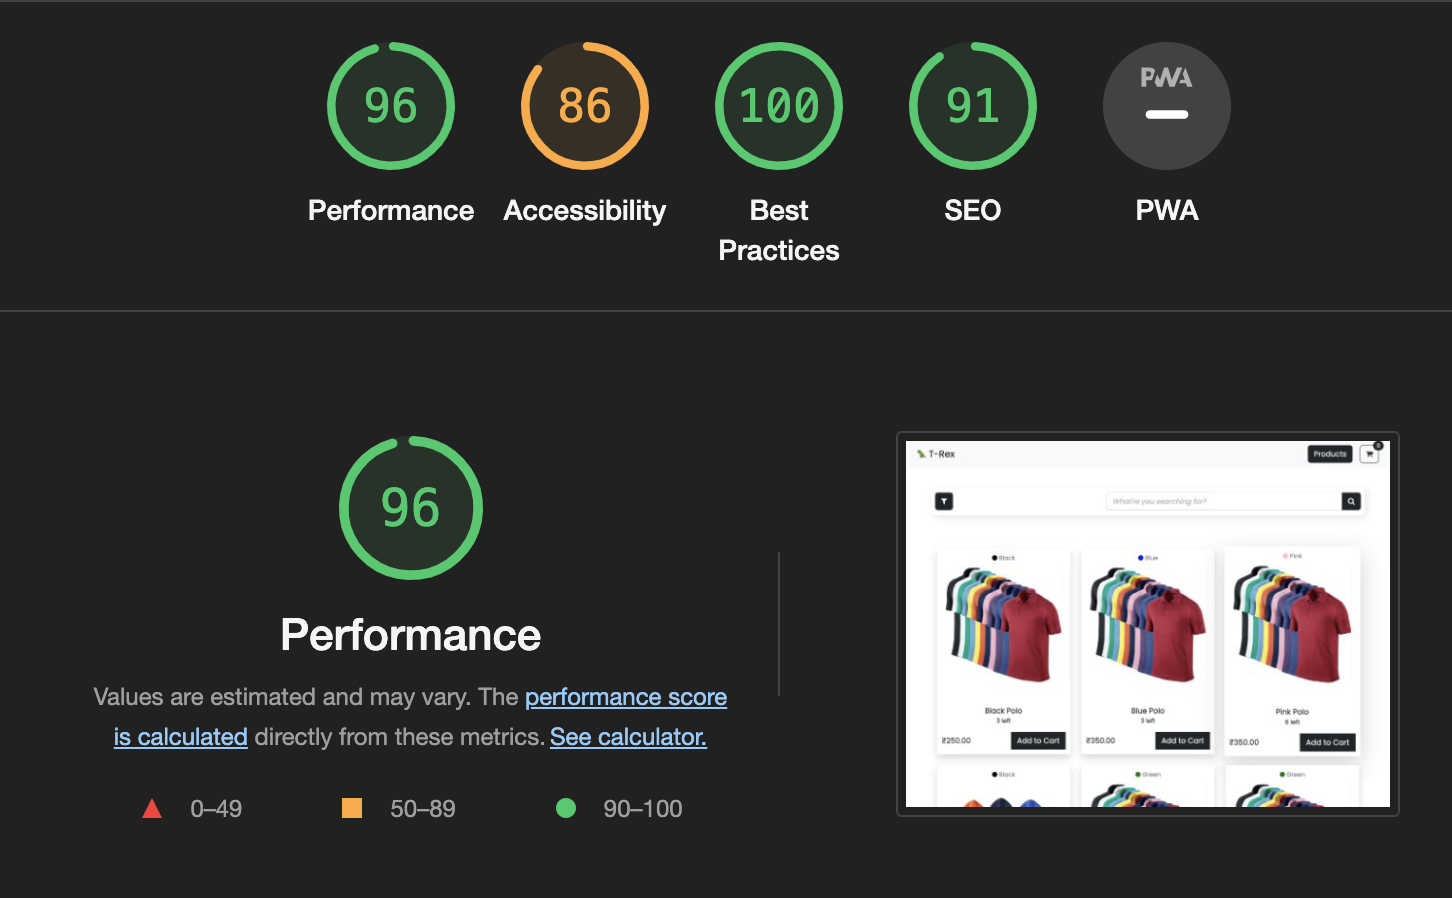 96
86
100
91
PWA
Performance
Accessibility
Best
Practices
SEO
PWA
96
Performance
Values are estimated and may vary. The performance score
is calculated directly from these metrics. See calculator.
0–49
50–89
90–100
T-Rex
Products
0
What're you searching for?
Black
Blue
Pink
Black Polo
3 left
₹250.00
Add to Cart
Blue Polo
3 left
₹350.00
Add to Cart
Pink Polo
6 left
₹350.00
Add to Cart
Black
Green
Green